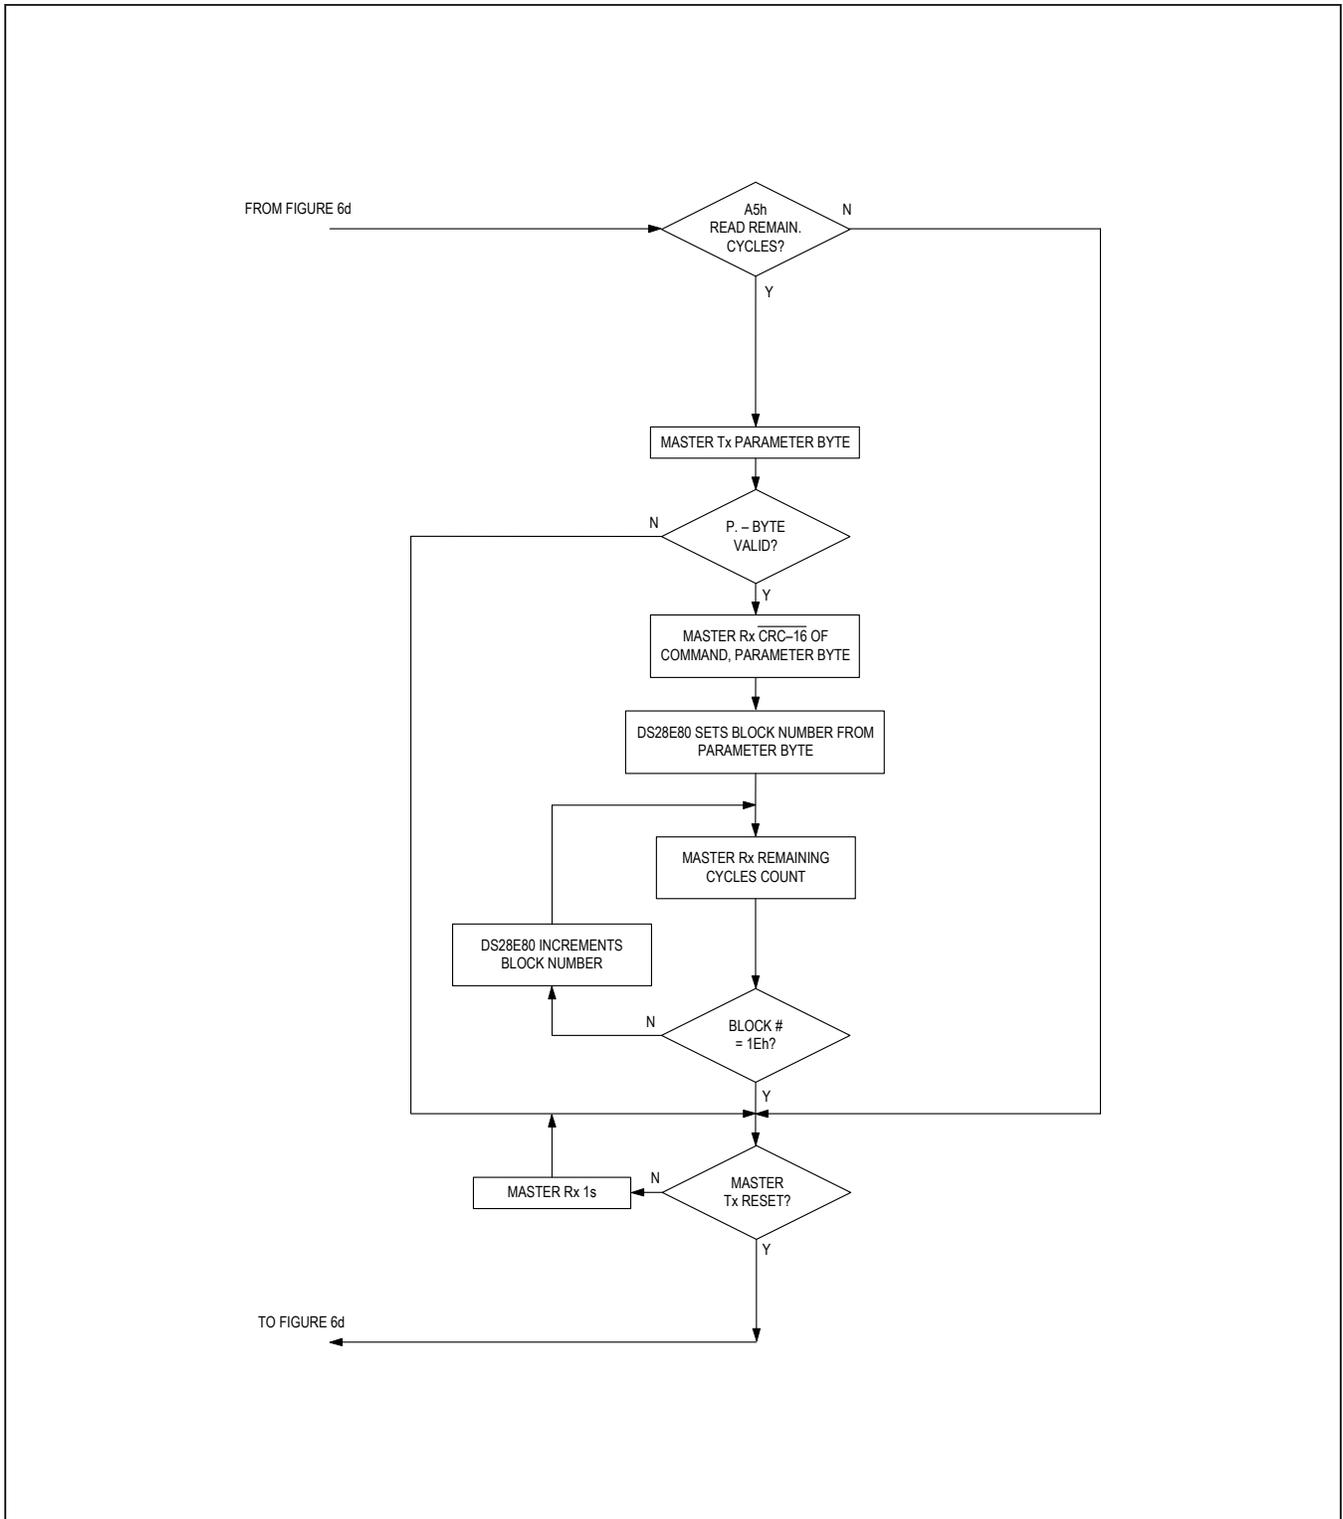 FROM FIGURE 6d
A5h
READ REMAIN.
CYCLES?
N
Y
MASTER Tx PARAMETER BYTE
N
P. – BYTE
VALID?
Y
MASTER Rx CRC–16 OF
COMMAND, PARAMETER BYTE
DS28E80 SETS BLOCK NUMBER FROM
PARAMETER BYTE
MASTER Rx REMAINING
CYCLES COUNT
DS28E80 INCREMENTS
BLOCK NUMBER
N
BLOCK #
= 1Eh?
Y
MASTER Rx 1s
N
MASTER
Tx RESET?
Y
TO FIGURE 6d